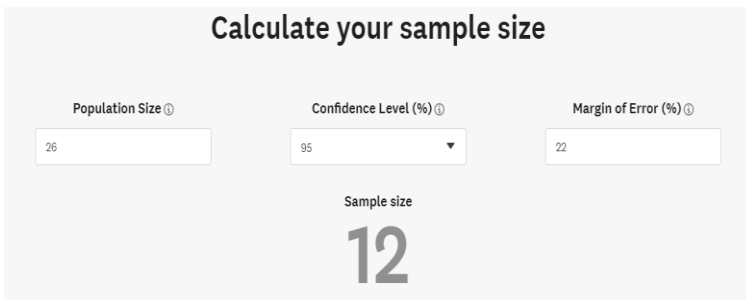 Calculate your sample size
Population Size Confidence Level (%) Margin of Error (%)
26 95 22
Sample size
12